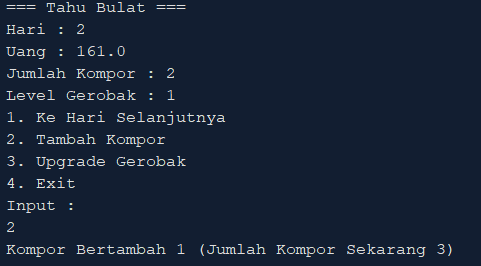 === Tahu Bulat ===
Hari : 2
Uang : 161.0
Jumlah Kompor : 2
Level Gerobak : 1
1. Ke Hari Selanjutnya
2. Tambah Kompor
3. Upgrade Gerobak
4. Exit
Input :
2
Kompor Bertambah 1 (Jumlah Kompor Sekarang 3)